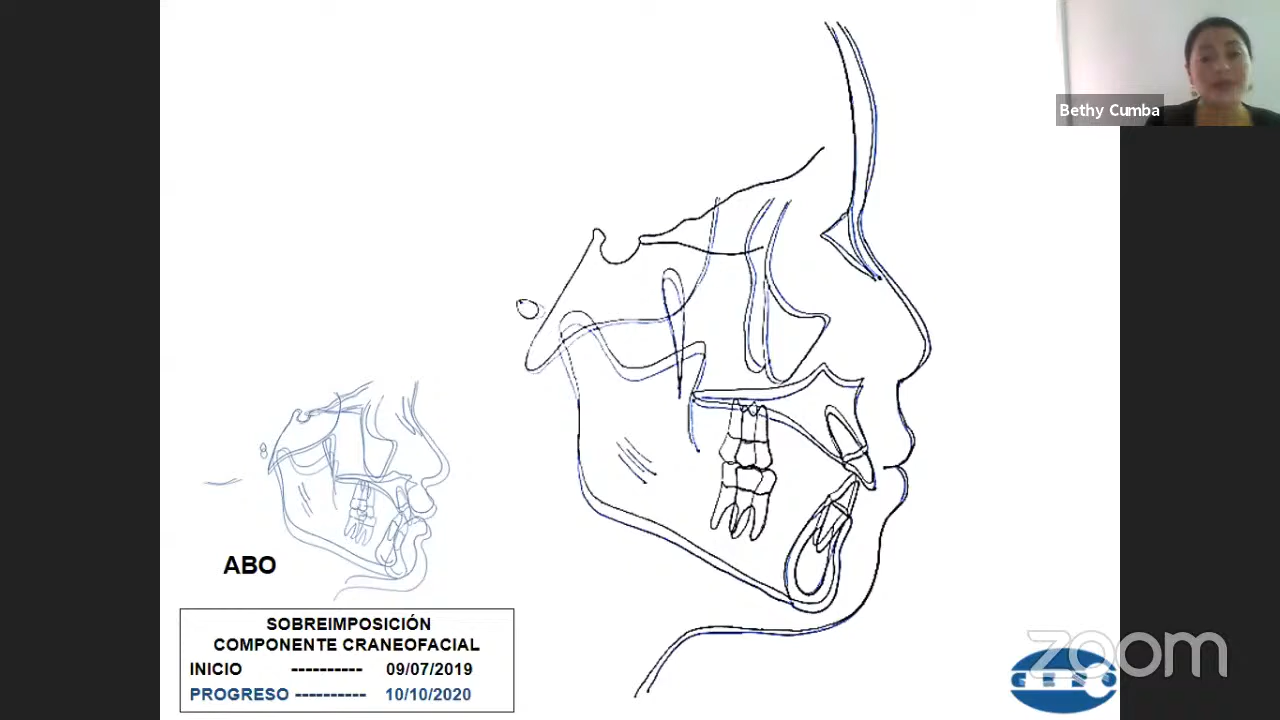 Bethy Cumba
ABO
SOBREIMPOSICIÓN
COMPONENTE CRANEOFACIAL
INICIO ---------- 09/07/2019
PROGRESO ---------- 10/10/2020
zoom